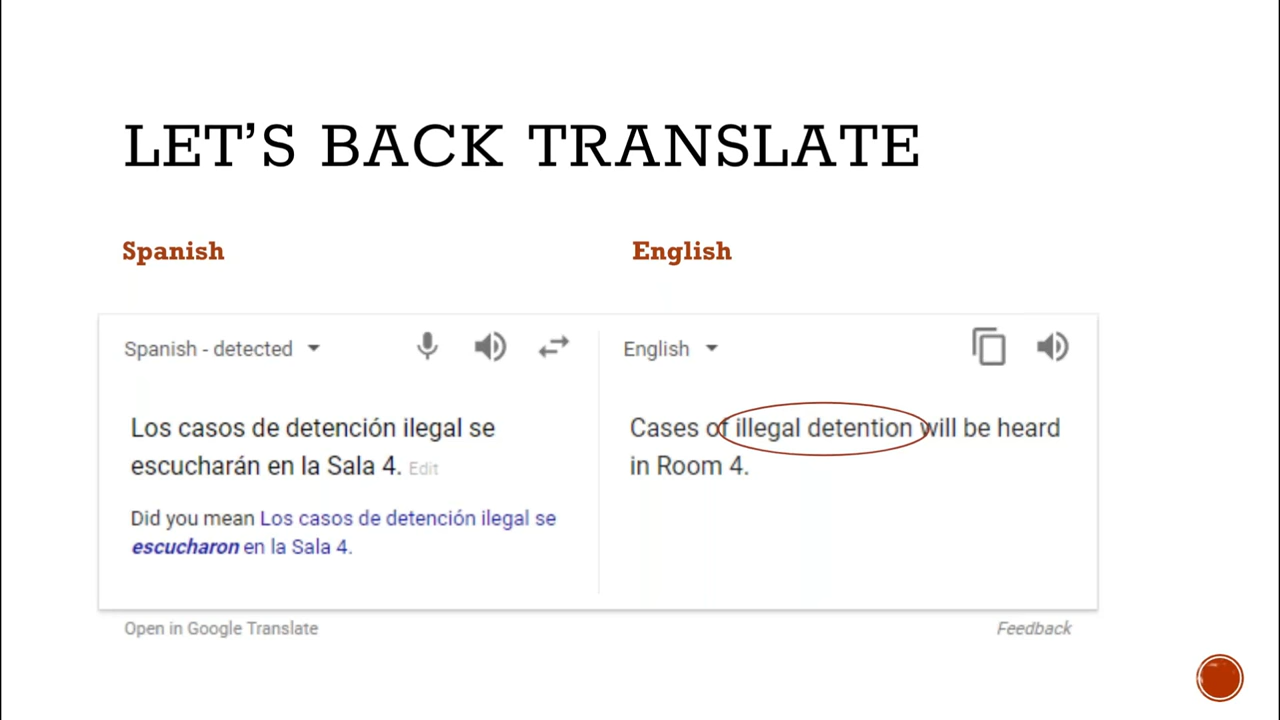 LET’S BACK TRANSLATE
Spanish
English
Spanish - detected
English
Los casos de detención ilegal se
escucharán en la Sala 4. Edit
Did you mean Los casos de detención ilegal se
escucharon en la Sala 4.
Cases of illegal detention will be heard
in Room 4.
Open in Google Translate
Feedback